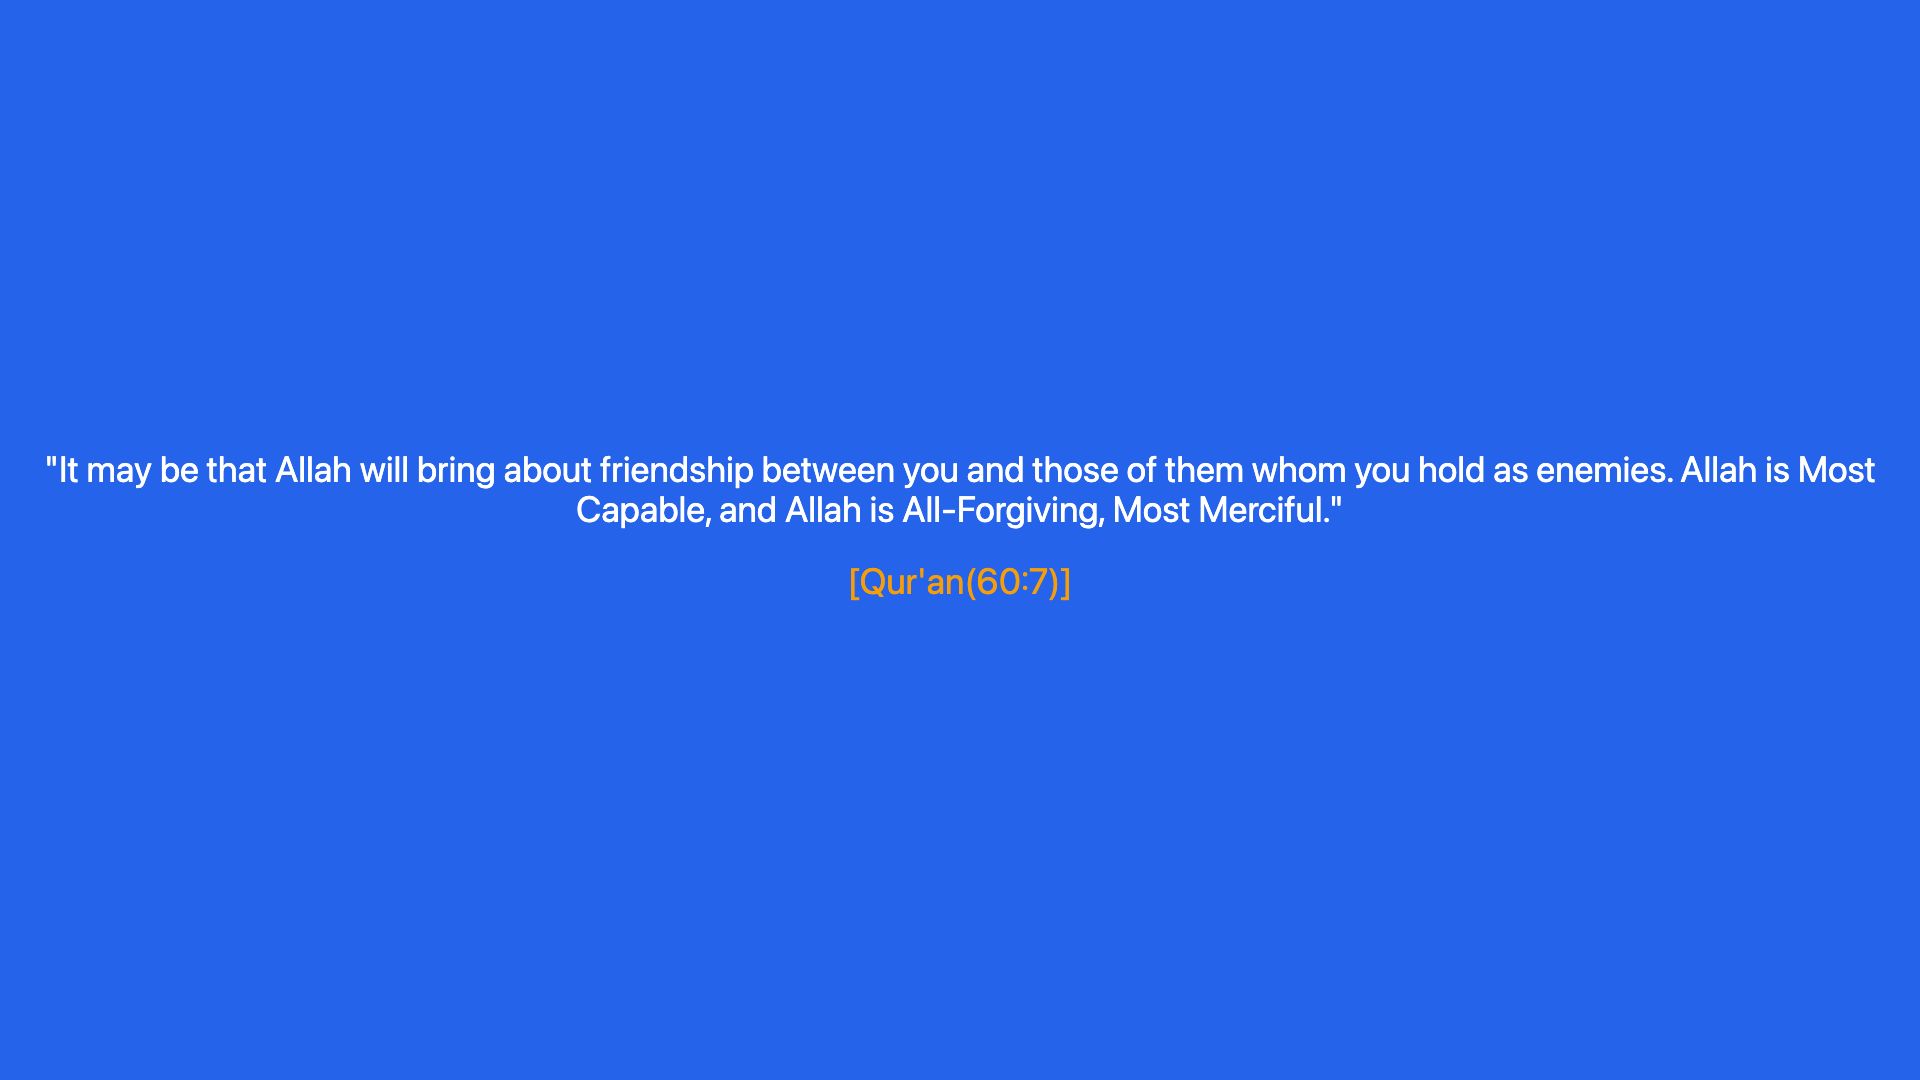 "It may be that Allah will bring about friendship between you and those of them whom you hold as enemies. Allah is Most
Capable, and Allah is All-Forgiving, Most Merciful."
[Qur'an(60:7)]